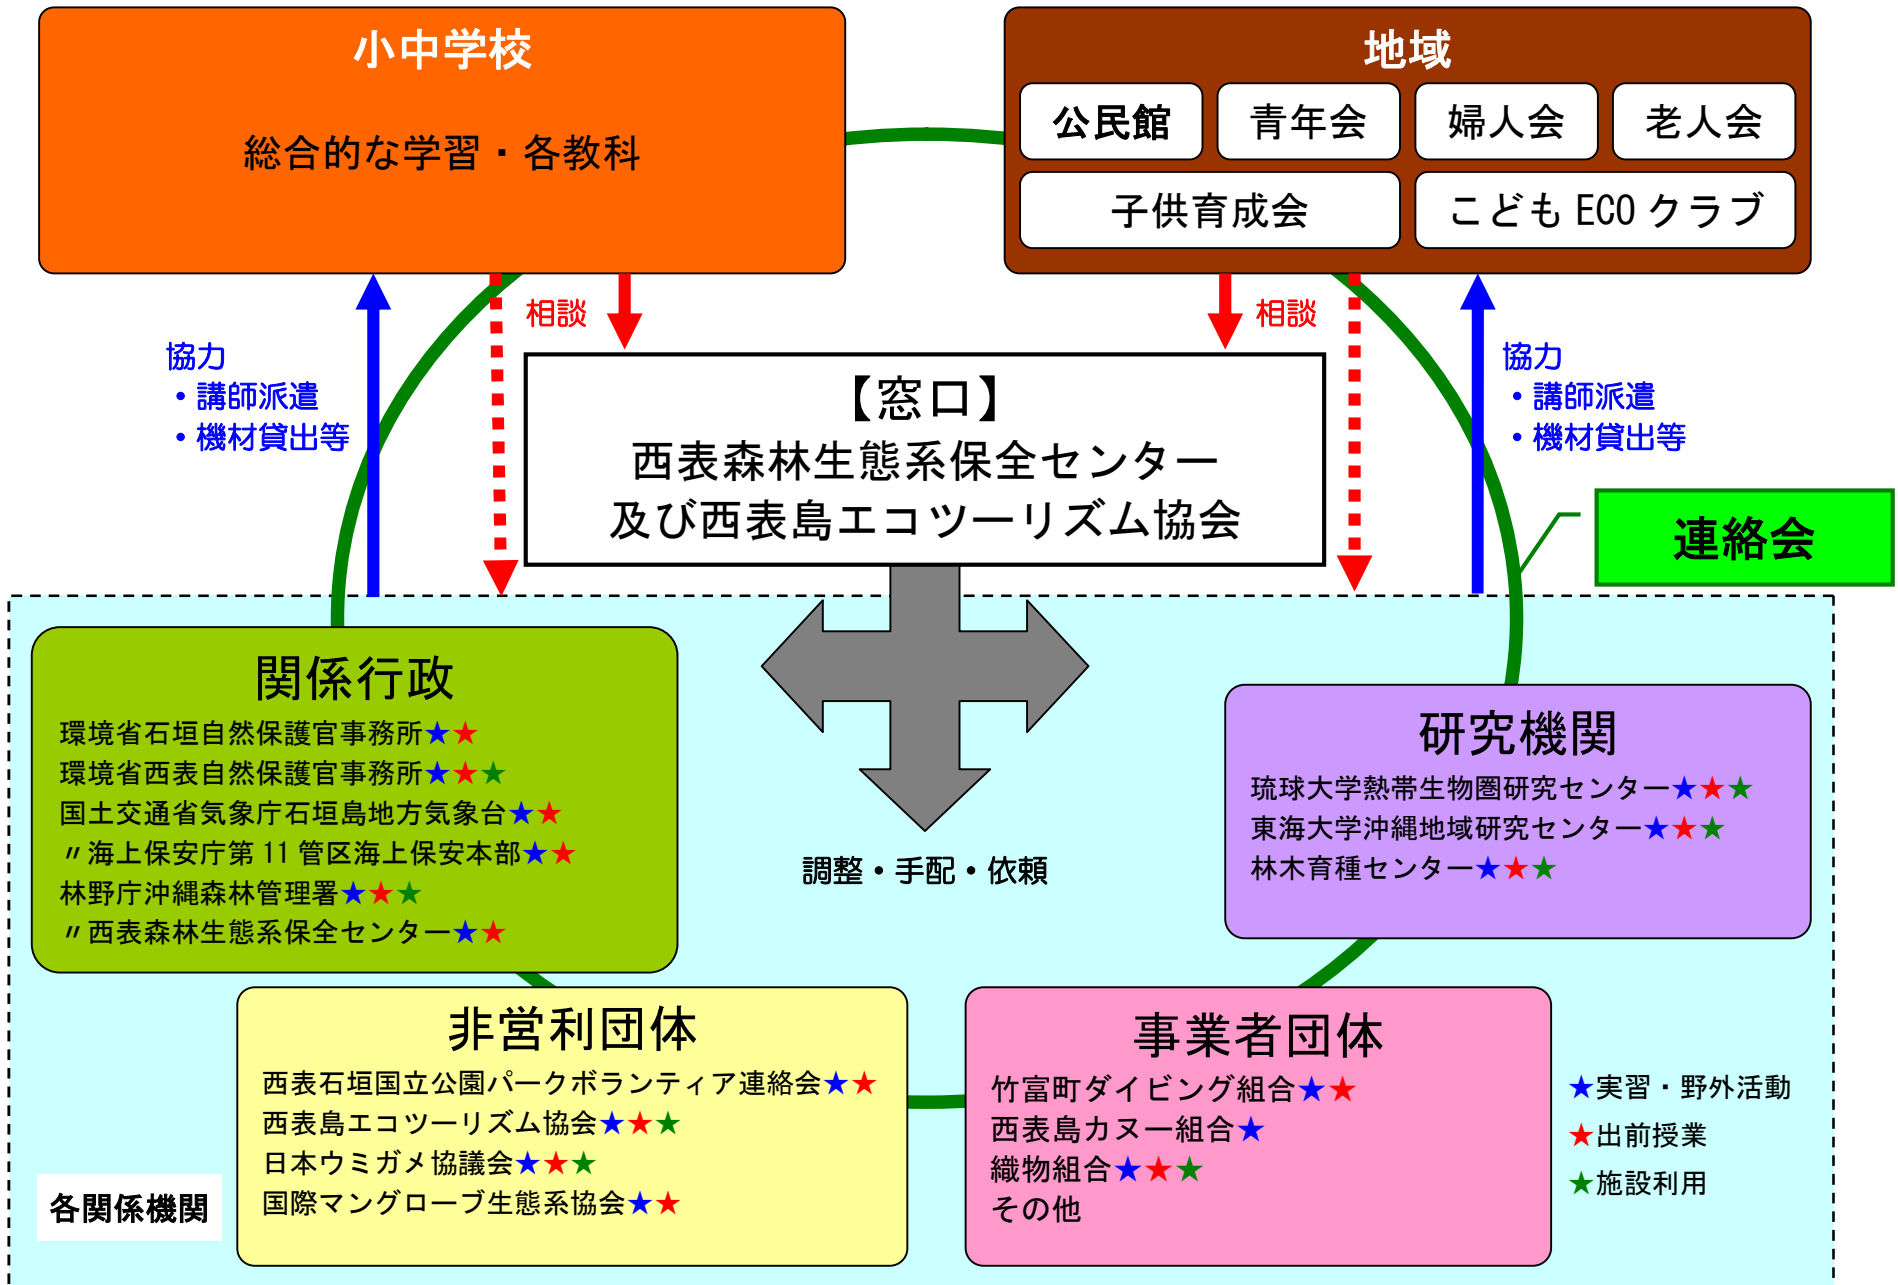 小中学校
総合的な学習・各教科
地域
公民館
青年会
婦人会
老人会
子供育成会
こども ECO クラブ
相談
相談
協力
・講師派遣
・機材貸出等
協力
・講師派遣
・機材貸出等
【窓口】
西表森林生態系保全センター
及び西表島エコツーリズム協会
連絡会
関係行政
環境省石垣自然保護官事務所★★
環境省西表自然保護官事務所★★★
国土交通省気象庁石垣島地方気象台★★
〃海上保安庁第 11 管区海上保安本部★★
林野庁沖縄森林管理署★★★
〃西表森林生態系保全センター★★
調整・手配・依頼
研究機関
琉球大学熱帯生物圏研究センター★★★
東海大学沖縄地域研究センター★★★
林木育種センター★★★
非営利団体
西表石垣国立公園パークボランティア連絡会★★
西表島エコツーリズム協会★★★
日本ウミガメ協議会★★★
国際マングローブ生態系協会★★
事業者団体
竹富町ダイビング組合★★
西表島カヌー組合★
織物組合★★★
その他
★実習・野外活動
★出前授業
★施設利用
各関係機関